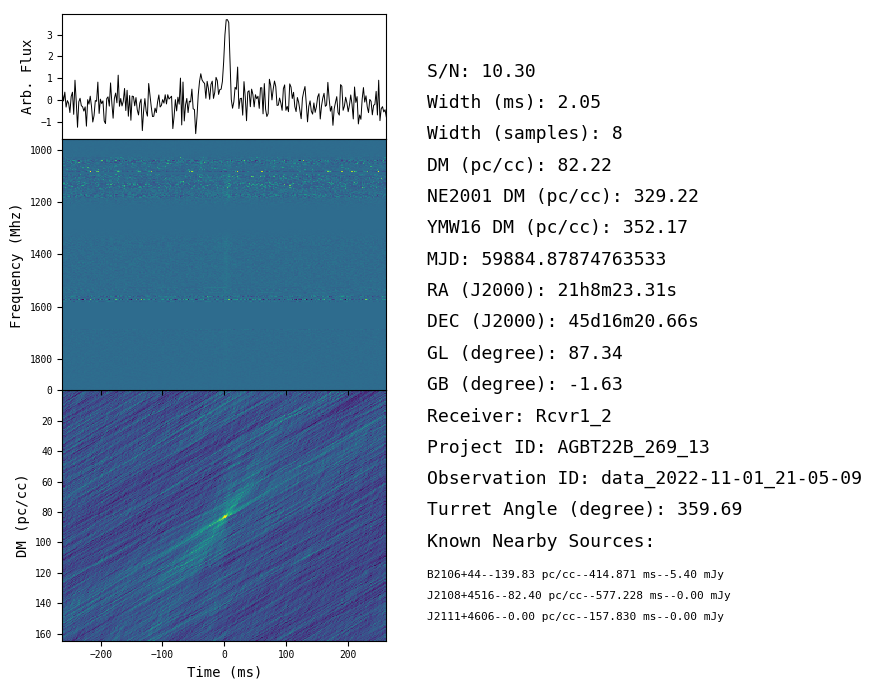 Arb. Flux
3
2
1
0
−1
Frequency (Mhz)
1000
1200
1400
1600
1800
DM (pc/cc)
0
20
40
60
80
100
120
140
160
−200
−100
0
100
200
Time (ms)
S/N: 10.30
Width (ms): 2.05
Width (samples): 8
DM (pc/cc): 82.22
NE2001 DM (pc/cc): 329.22
YMW16 DM (pc/cc): 352.17
MJD: 59884.87874763533
RA (J2000): 21h8m23.31s
DEC (J2000): 45d16m20.66s
GL (degree): 87.34
GB (degree): -1.63
Receiver: Rcvr1_2
Project ID: AGBT22B_269_13
Observation ID: data_2022-11-01_21-05-09
Turret Angle (degree): 359.69
Known Nearby Sources:
B2106+44--139.83 pc/cc--414.871 ms--5.40 mJy
J2108+4516--82.40 pc/cc--577.228 ms--0.00 mJy
J2111+4606--0.00 pc/cc--157.830 ms--0.00 mJy